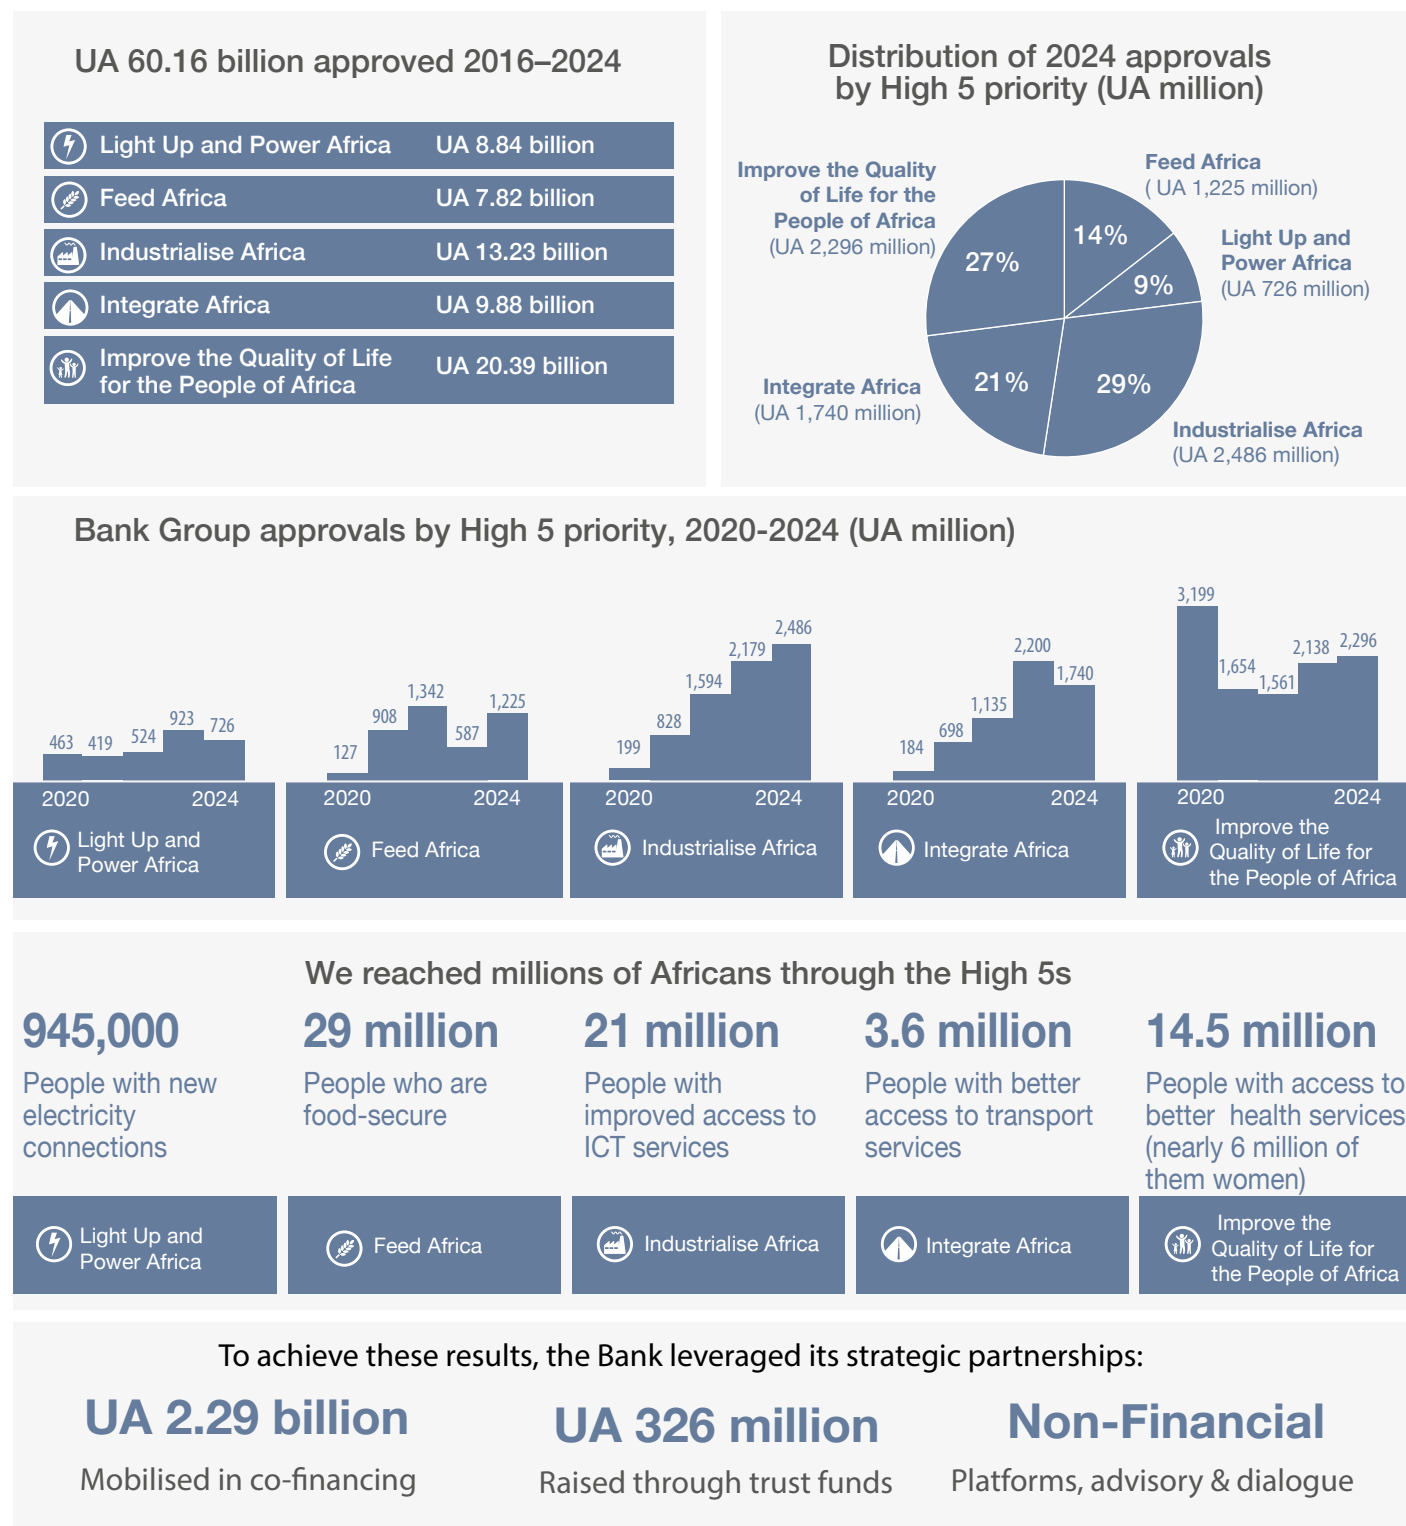 UA 60.16 billion approved 2016–2024
Light Up and Power Africa UA 8.84 billion
Feed Africa UA 7.82 billion
Industrialise Africa UA 13.23 billion
Integrate Africa UA 9.88 billion
Improve the Quality of Life
for the People of Africa
UA 20.39 billion
Distribution of 2024 approvals
by High 5 priority (UA million)
Improve the Quality
of Life for the
People of Africa
(UA 2,296 million)
27%
Feed Africa
( UA 1,225 million)
14%
Light Up and
Power Africa
(UA 726 million)
9%
Integrate Africa
(UA 1,740 million)
21%
29%
Industrialise Africa
(UA 2,486 million)
Bank Group approvals by High 5 priority, 2020-2024 (UA million)
463 419 524 923 726
2020 2024
Light Up and
Power Africa
127 908 1,342 587 1,225
2020 2024
Feed Africa
199 828 1,594 2,179 2,486
2020 2024
Industrialise Africa
184 698 1,135 2,200 1,740
2020 2024
Integrate Africa
3,199 1,654 1,561 2,138 2,296
2020 2024
Improve the
Quality of Life for
the People of Africa
We reached millions of Africans through the High 5s
945,000
People with new
electricity
connections
Light Up and
Power Africa
29 million
People who are
food-secure
Feed Africa
21 million
People with
improved access to
ICT services
Industrialise Africa
3.6 million
People with better
access to transport
services
Integrate Africa
14.5 million
People with access to
better health services
(nearly 6 million of
them women)
Improve the
Quality of Life for
the People of Africa
To achieve these results, the Bank leveraged its strategic partnerships:
UA 2.29 billion
Mobilised in co-financing
UA 326 million
Raised through trust funds
Non-Financial
Platforms, advisory & dialogue